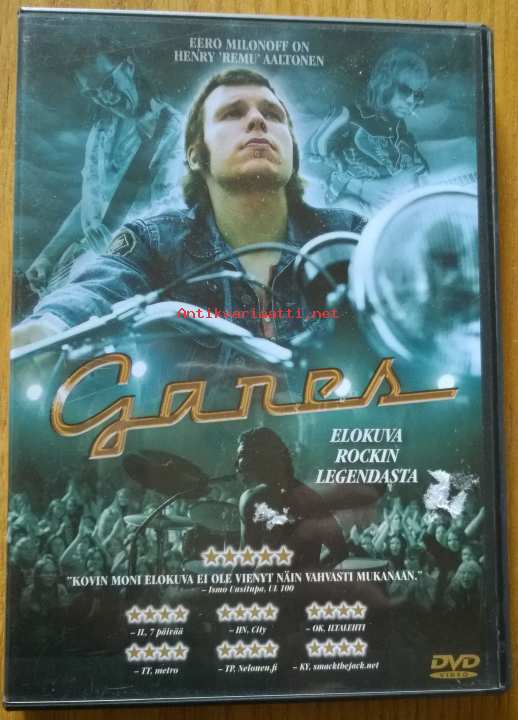 EERO MILONOFF ON
HENRY 'REMU' AALTONEN
Antikvariaatti.net
Ganes
ELOKUVA
ROCKIN
LEGENDASTA
"KOVIN MONI ELOKUVA EI OLE VIENYT NÄIN VAHVASTI MUKANAAN."
– Ismo Uusitupa, UL 100
– IL, 7 päivää
– HN, City
– OK, ILTALEHTI
– TT, metro
– TP, Nelonen.fi
– KY, smackthejack.net
DVD
VIDEO